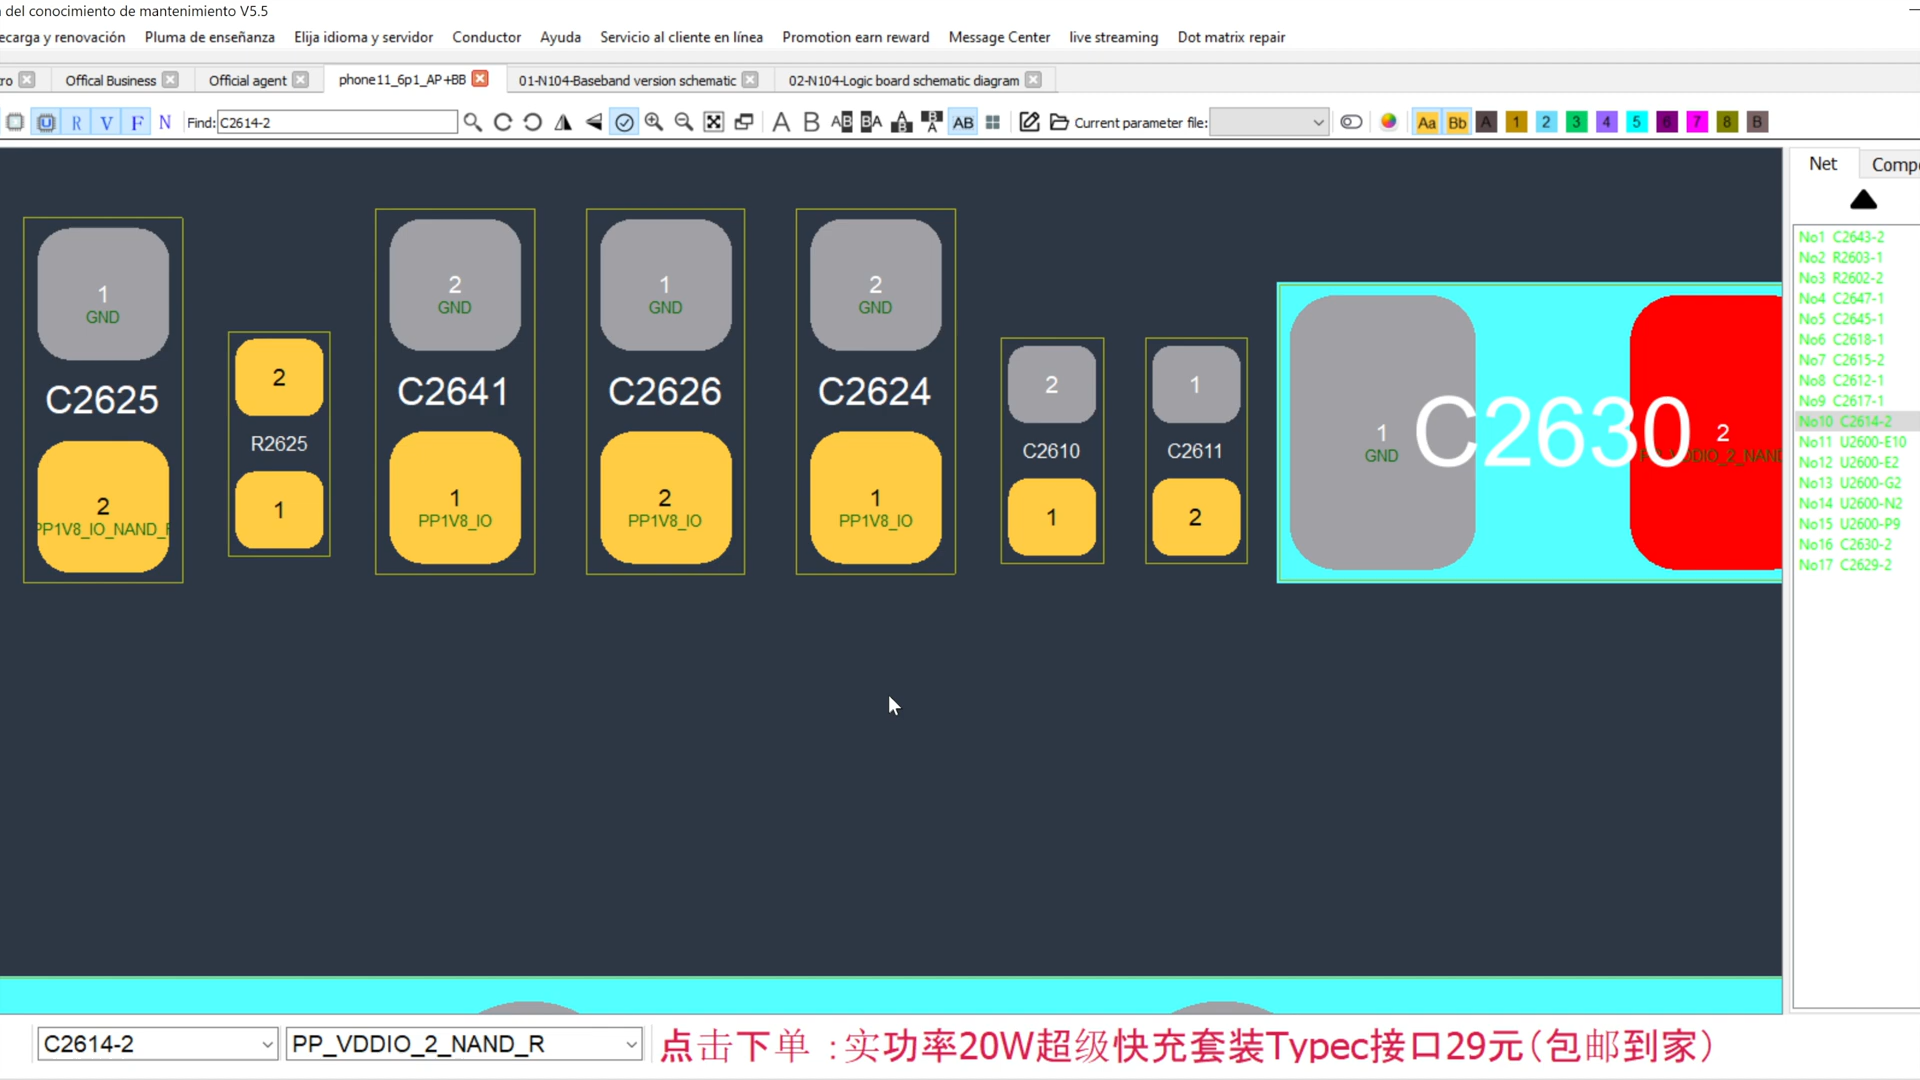 del conocimiento de mantenimiento V5.5
ecarga y renovación Pluma de enseñanza Elija idioma y servidor Conductor Ayuda Servicio al cliente en línea Promotion earn reward Message Center live streaming Dot matrix repair
ro Offical Business Official agent phone11_6p1_AP+BB 01-N104-Baseband version schematic 02-N104-Logic board schematic diagram
U R V F N Find: C2614-2 A B AB BA A B B A AB Current parameter file: Aa Bb A 1 2 3 4 5 6 7 8 B
Net Compo
No1 C2643-2
No2 R2603-1
No3 R2602-2
No4 C2647-1
No5 C2645-1
No6 C2618-1
No7 C2615-2
No8 C2612-1
No9 C2617-1
No10 C2614-2
No11 U2600-E10
No12 U2600-E2
No13 U2600-G2
No14 U2600-N2
No15 U2600-P9
No16 C2630-2
No17 C2629-2
1 GND C2625 2 PP1V8_IO_NAND_R
2 R2625 1
2 GND C2641 1 PP1V8_IO
1 GND C2626 2 PP1V8_IO
2 GND C2624 1 PP1V8_IO
2 C2610 1
1 C2611 2
1 GND C2630 2 PP_VDDIO_2_NAND
C2614-2 PP_VDDIO_2_NAND_R 点击下单 :实功率20W超级快充套装Typec接口29元(包邮到家)